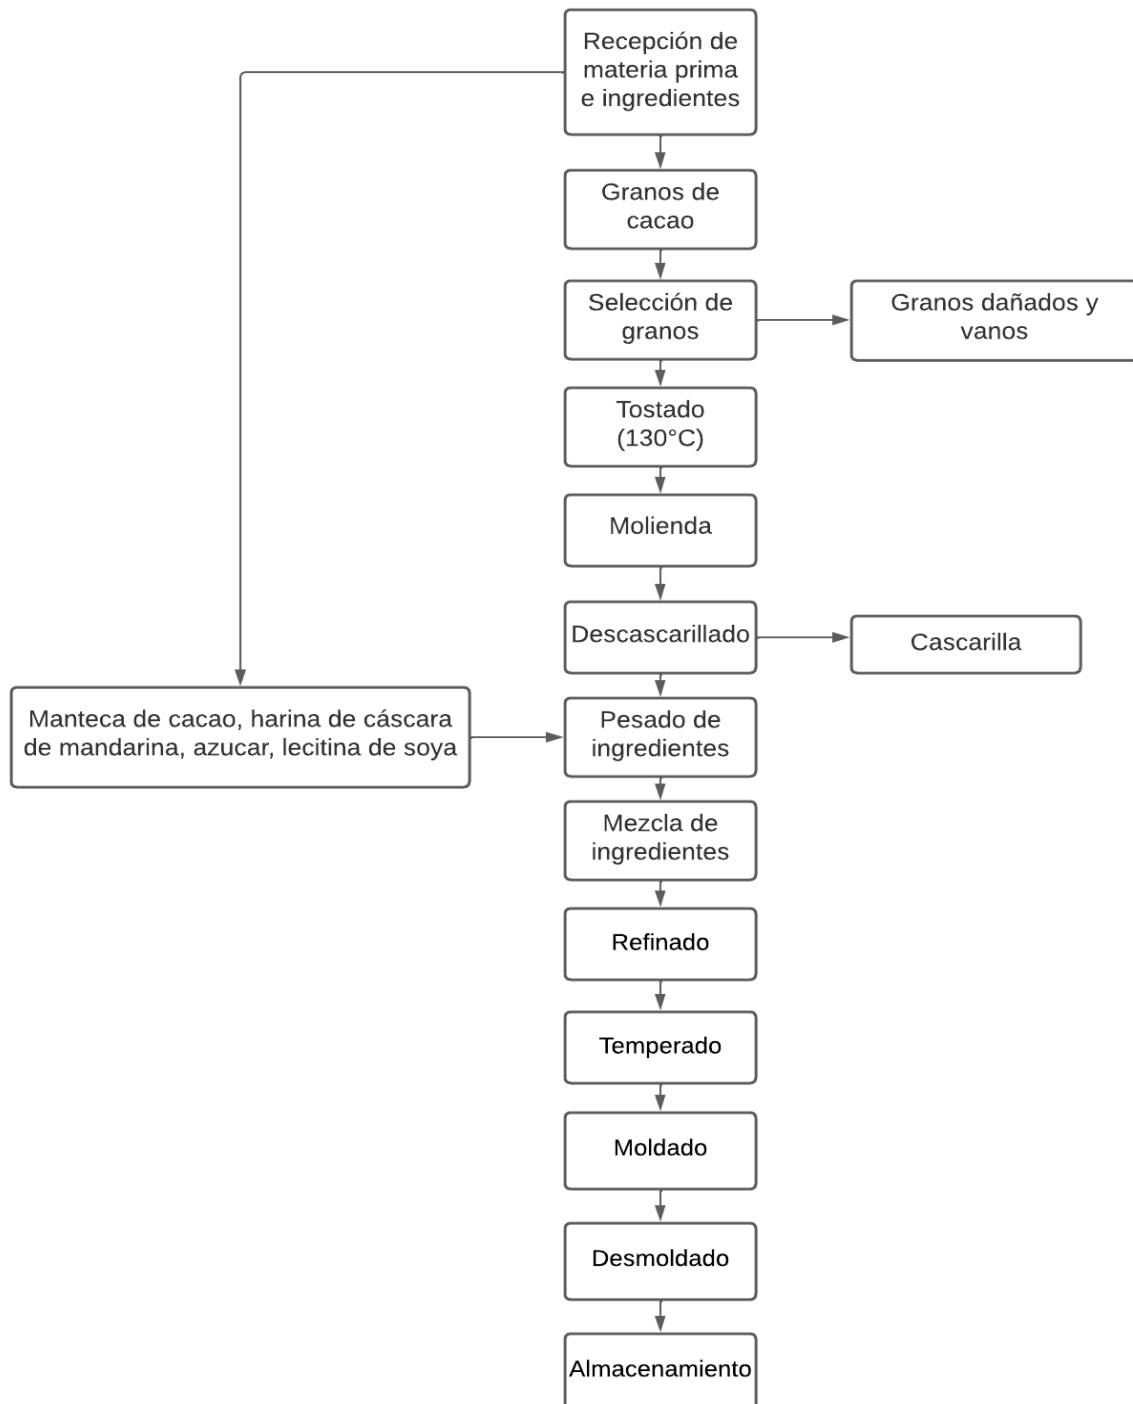 Recepción de
materia prima
e ingredientes
Granos de
cacao
Selección de
granos
Granos dañados y
vanos
Tostado
(130°C)
Molienda
Descascarillado
Cascarilla
Manteca de cacao, harina de cáscara
de mandarina, azucar, lecitina de soya
Pesado de
ingredientes
Mezcla de
ingredientes
Refinado
Temperado
Moldado
Desmoldado
Almacenamiento